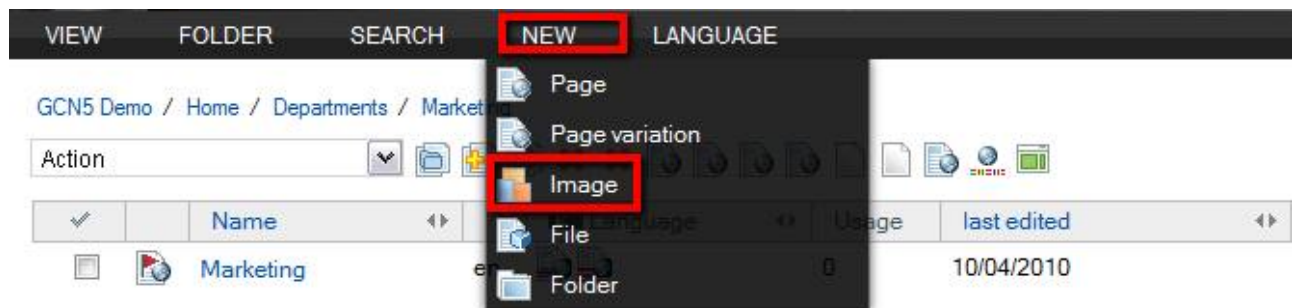 VIEW FOLDER SEARCH NEW LANGUAGE
Page
GCN5 Demo / Home / Departments / Marketing
Page variation
Action
Image
Name Language Usage last edited
File
Marketing en 0 10/04/2010
Folder